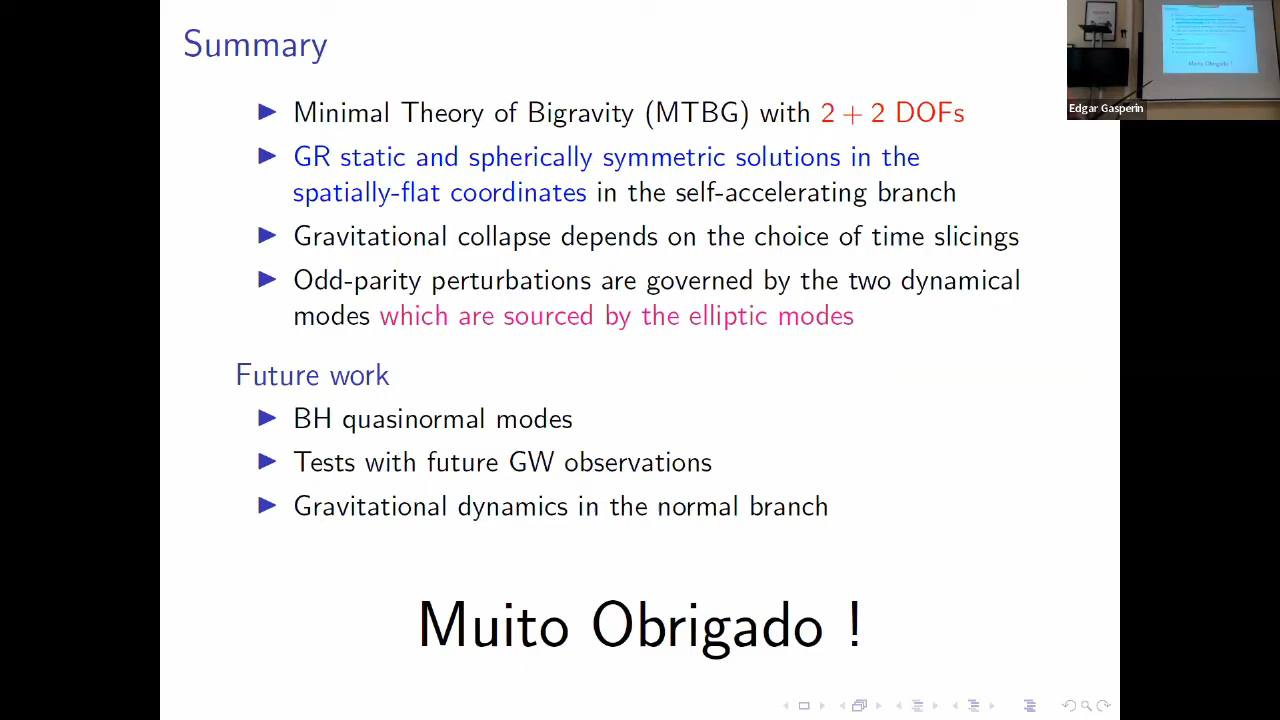 Summary
Minimal Theory of Bigravity (MTBG) with 2 + 2 DOFs
GR static and spherically symmetric solutions in the
spatially-flat coordinates in the self-accelerating branch
Gravitational collapse depends on the choice of time slicings
Odd-parity perturbations are governed by the two dynamical
modes which are sourced by the elliptic modes
Future work
BH quasinormal modes
Tests with future GW observations
Gravitational dynamics in the normal branch
Muito Obrigado !
Edgar Gasperin
Muito Obrigado !